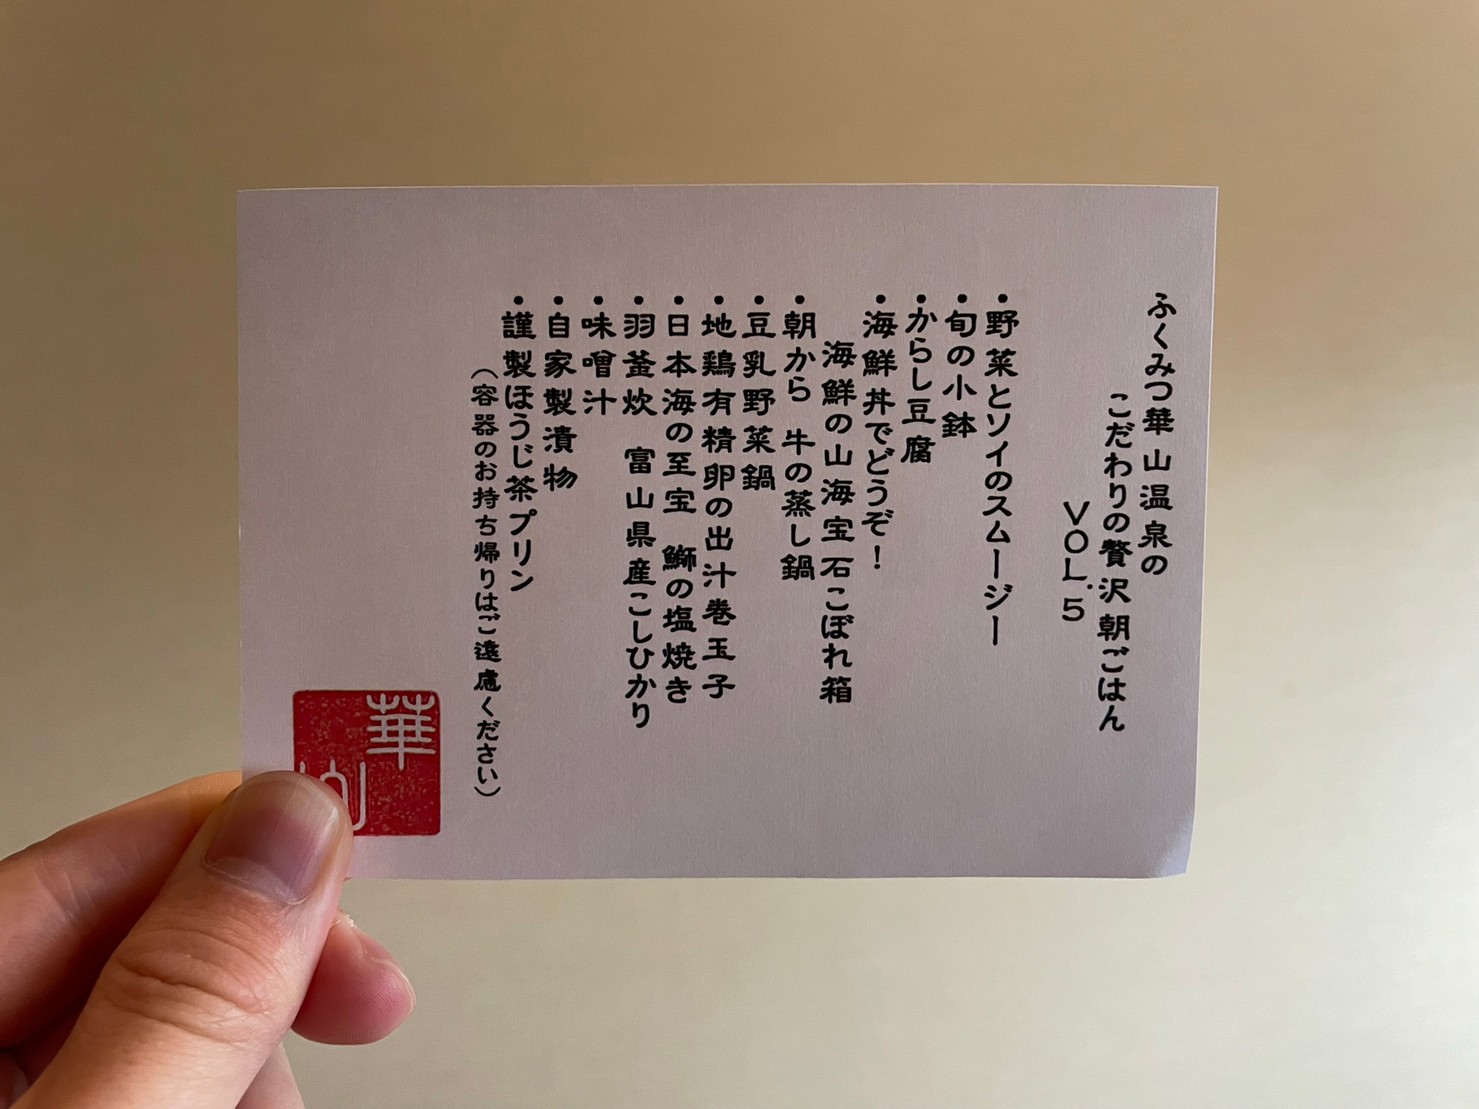 ふくみつ華山温泉の
こだわりの贅沢朝ごはん
VOL.5
・野菜とソイのスムージー
・旬の小鉢
・からし豆腐
・海鮮丼でどうぞ！
海鮮の山海宝石こぼれ箱
・朝から　牛の蒸し鍋
・豆乳野菜鍋
・地鶏有精卵の出汁巻玉子
・日本海の至宝　鰤の塩焼き
・羽釜炊　富山県産こしひかり
・味噌汁
・自家製漬物
・謹製ほうじ茶プリン
（容器のお持ち帰りはご遠慮ください）
華
山